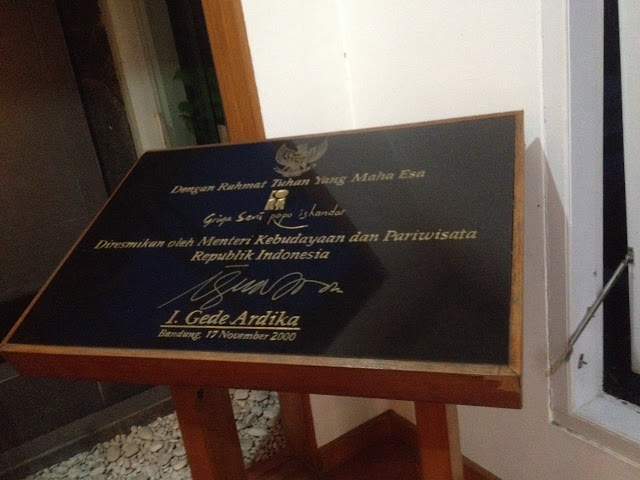 Dengan Rahmat Tuhan Yang Maha Esa
Griya Seni popo iskandar
Diresmikan oleh Menteri Kebudayaan dan Pariwisata
Republik Indonesia
I. Gede Ardika
Bandung, 17 November 2000